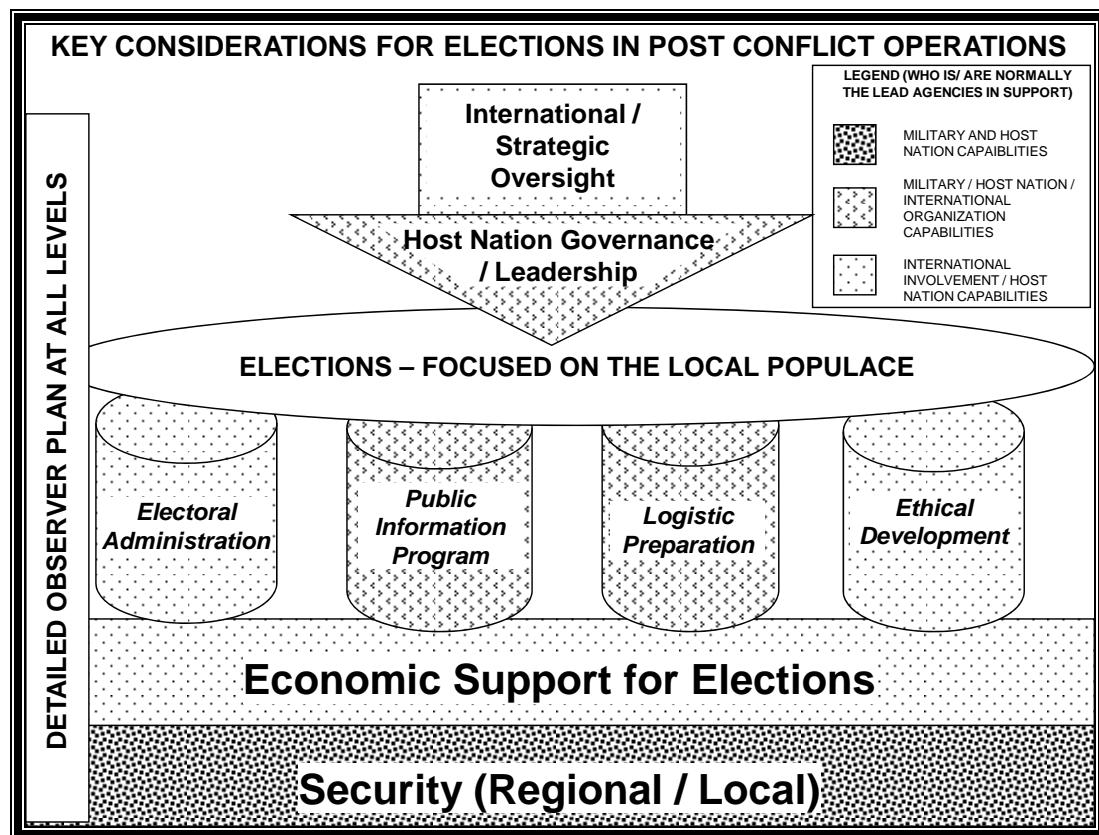 KEY CONSIDERATIONS FOR ELECTIONS IN POST CONFLICT OPERATIONS
LEGEND (WHO IS/ ARE NORMALLY
THE LEAD AGENCIES IN SUPPORT)
MILITARY AND HOST
NATION CAPAIBLITIES
MILITARY / HOST NATION /
INTERNATIONAL
ORGANIZATION
CAPABILITIES
INTERNATIONAL
INVOLVEMENT / HOST
NATION CAPABILITIES
International /
Strategic
Oversight
Host Nation Governance
/ Leadership
ELECTIONS – FOCUSED ON THE LOCAL POPULACE
Electoral
Administration
Public
Information
Program
Logistic
Preparation
Ethical
Development
Economic Support for Elections
Security (Regional / Local)
DETAILED OBSERVER PLAN AT ALL LEVELS